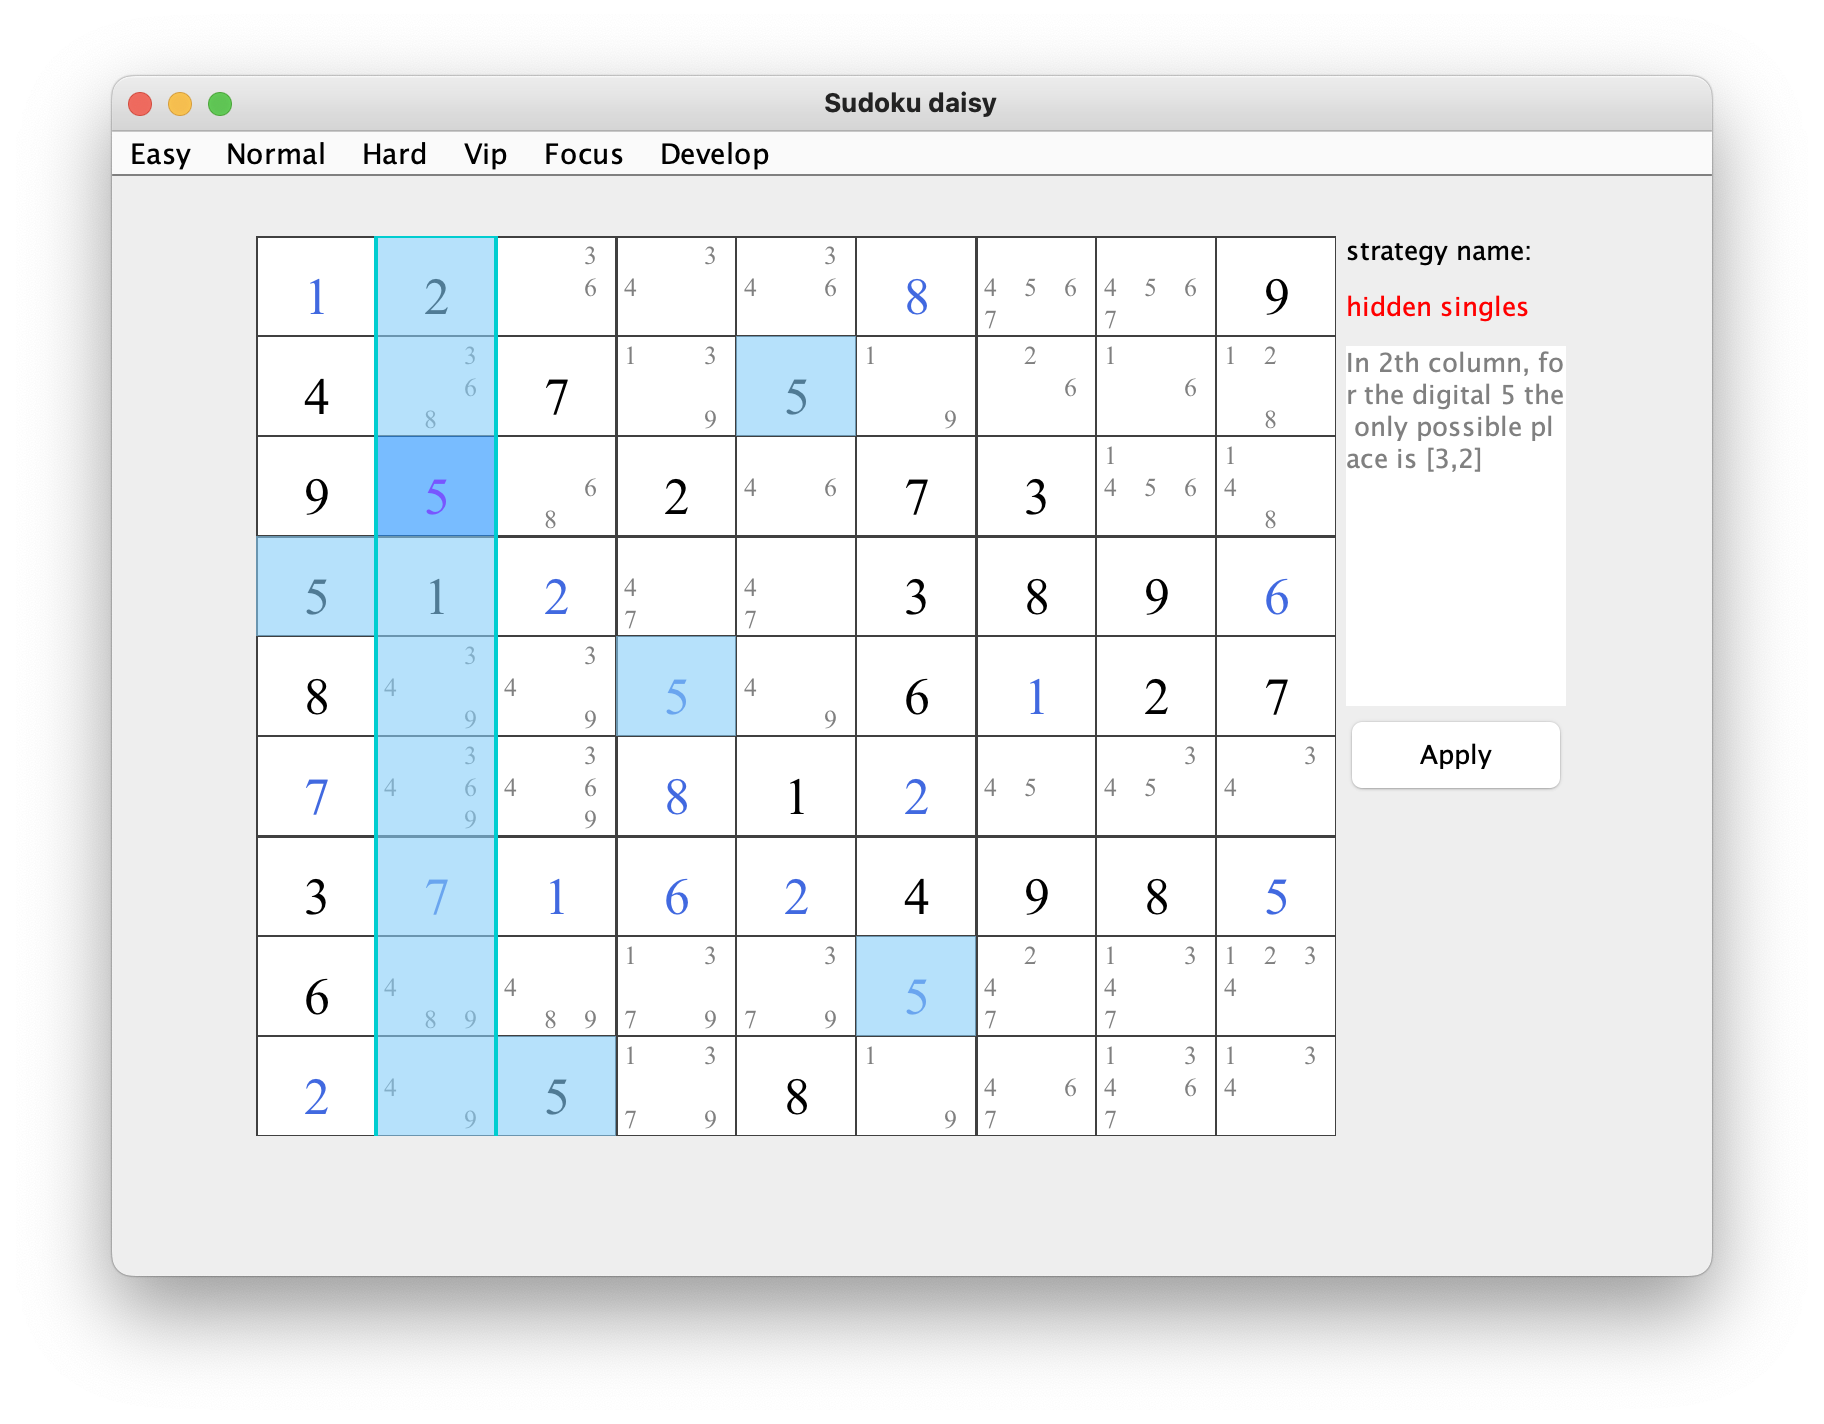 Sudoku daisy
Easy Normal Hard Vip Focus Develop
1 2 3 6 3 4 3 4 6 8 4 5 6 7 4 5 6 7 9
4 3 6 8 7 1 3 9 5 1 9 2 6 1 6 1 2 8
9 5 6 8 2 4 6 7 3 1 4 5 6 1 4 8
5 1 2 4 7 4 7 3 8 9 6
8 3 4 9 3 4 9 5 4 9 6 1 2 7
7 3 4 6 9 3 4 6 9 8 1 2 4 5 3 4 5 3 4
3 7 1 6 2 4 9 8 5
6 4 8 9 4 8 9 1 3 7 9 3 7 9 5 2 4 7 1 3 4 7 1 2 3 4
2 4 9 5 1 3 7 9 8 1 9 4 6 7 1 3 4 6 7 1 3 4
strategy name:
hidden singles
In 2th column, fo
r the digital 5 the
only possible pl
ace is [3,2]
Apply